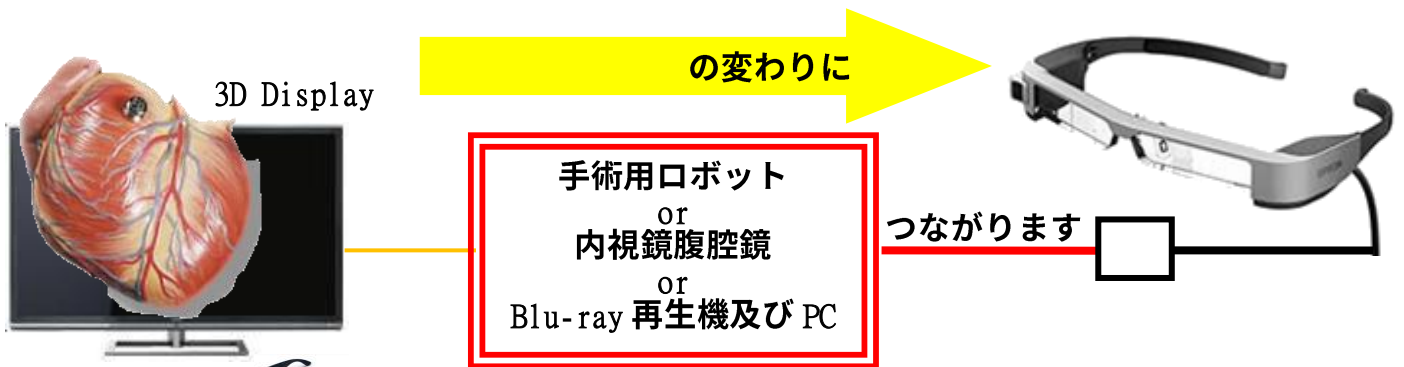 の変わりに
3D Display
手術用ロボット
or
内視鏡腹腔鏡
or
Blu-ray 再生機及び PC
つながります